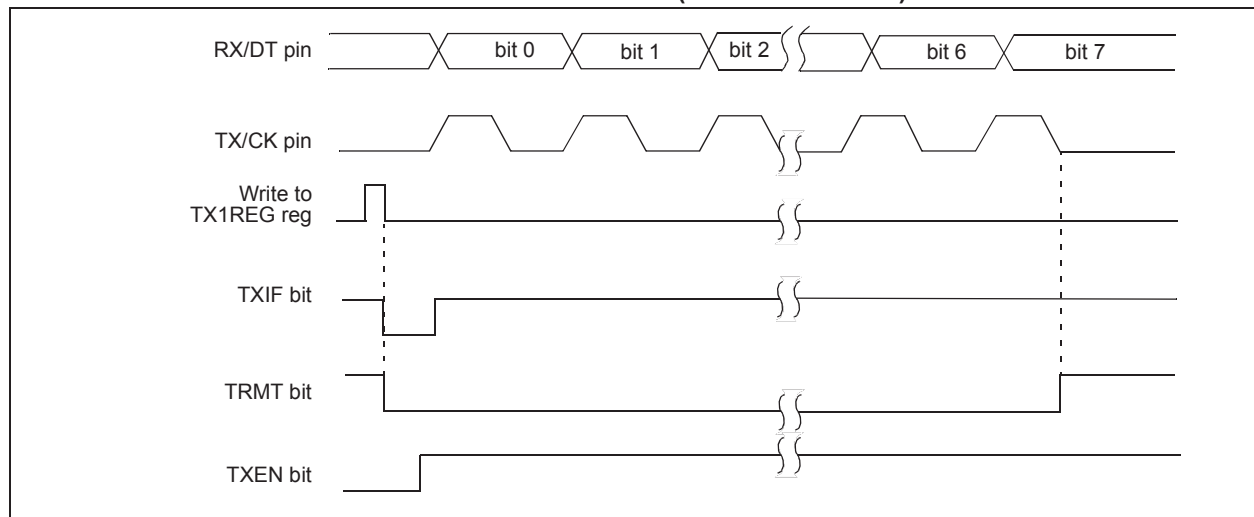 RX/DT pin
bit 0
bit 1
bit 2
bit 6
bit 7
TX/CK pin
Write to
TX1REG reg
TXIF bit
TRMT bit
TXEN bit